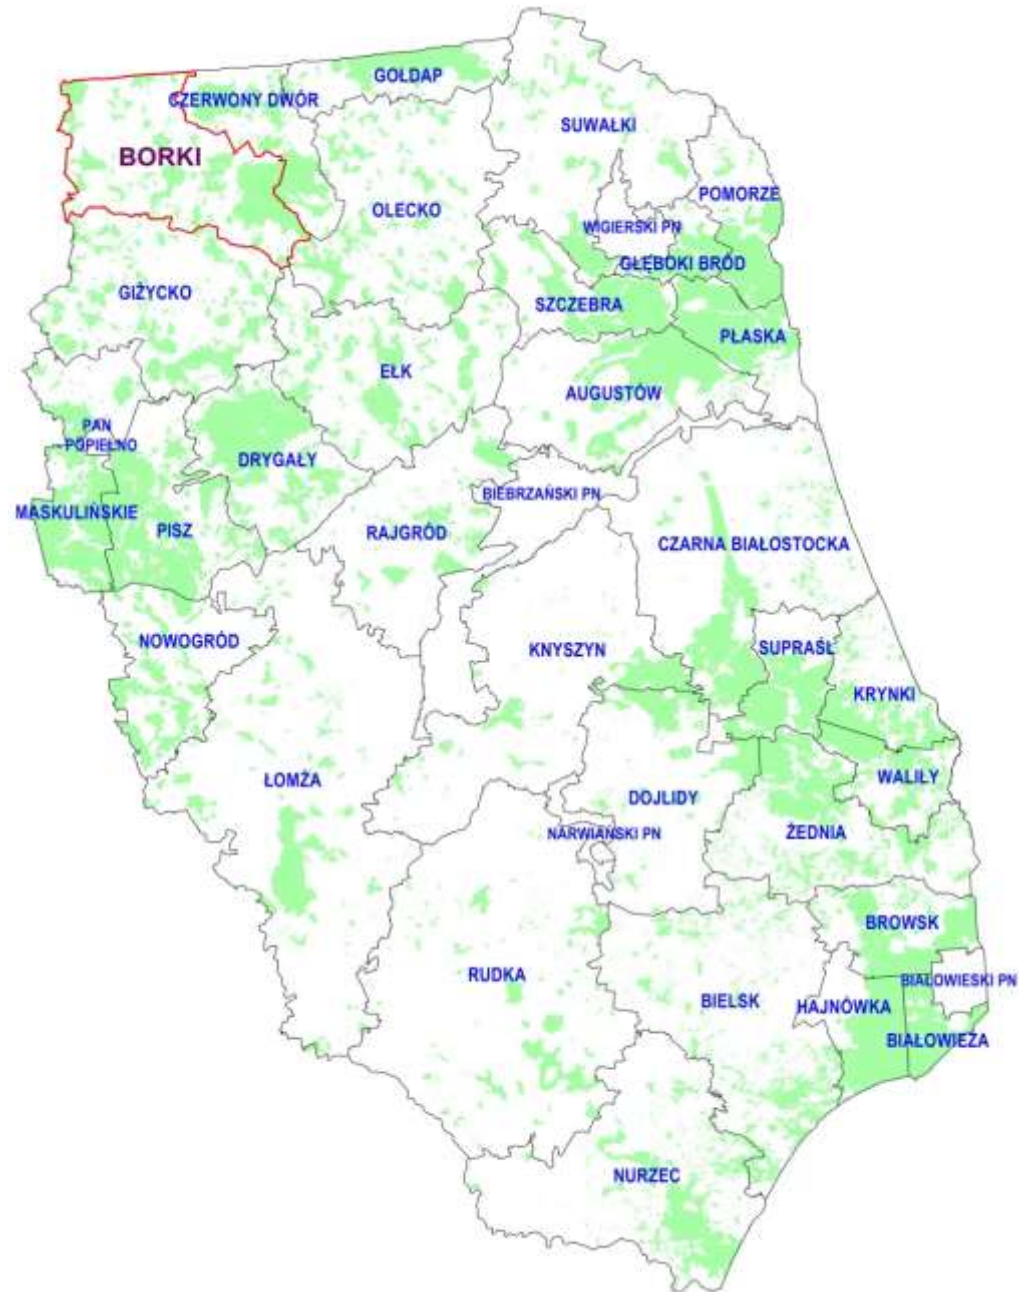 GOŁDAP
CZERWONY DWÓR
SUWAŁKI
BORKI
POMORZE
OLECKO
WIGIERSKI PN
GŁĘBOKI BRÓD
GIŻYCKO
SZCZEBRA
PŁASKA
EŁK
AUGUSTÓW
PAN
POPIEŁNO
DRYGAŁY
BIEBRZAŃSKI PN
MASKULIŃSKIE
PISZ
RAJGRÓD
CZARNA BIAŁOSTOCKA
NOWOGRÓD
KNYSZYN
SUPRAŚL
KRYNKI
ŁOMŻA
WALIŁY
DOJLIDY
NARWIAŃSKI PN
ŻEDNIA
BROWSK
RUDKA
BIELSK
HAJNÓWKA
BIAŁOWIESKI PN
BIAŁOWIEZA
NURZEC